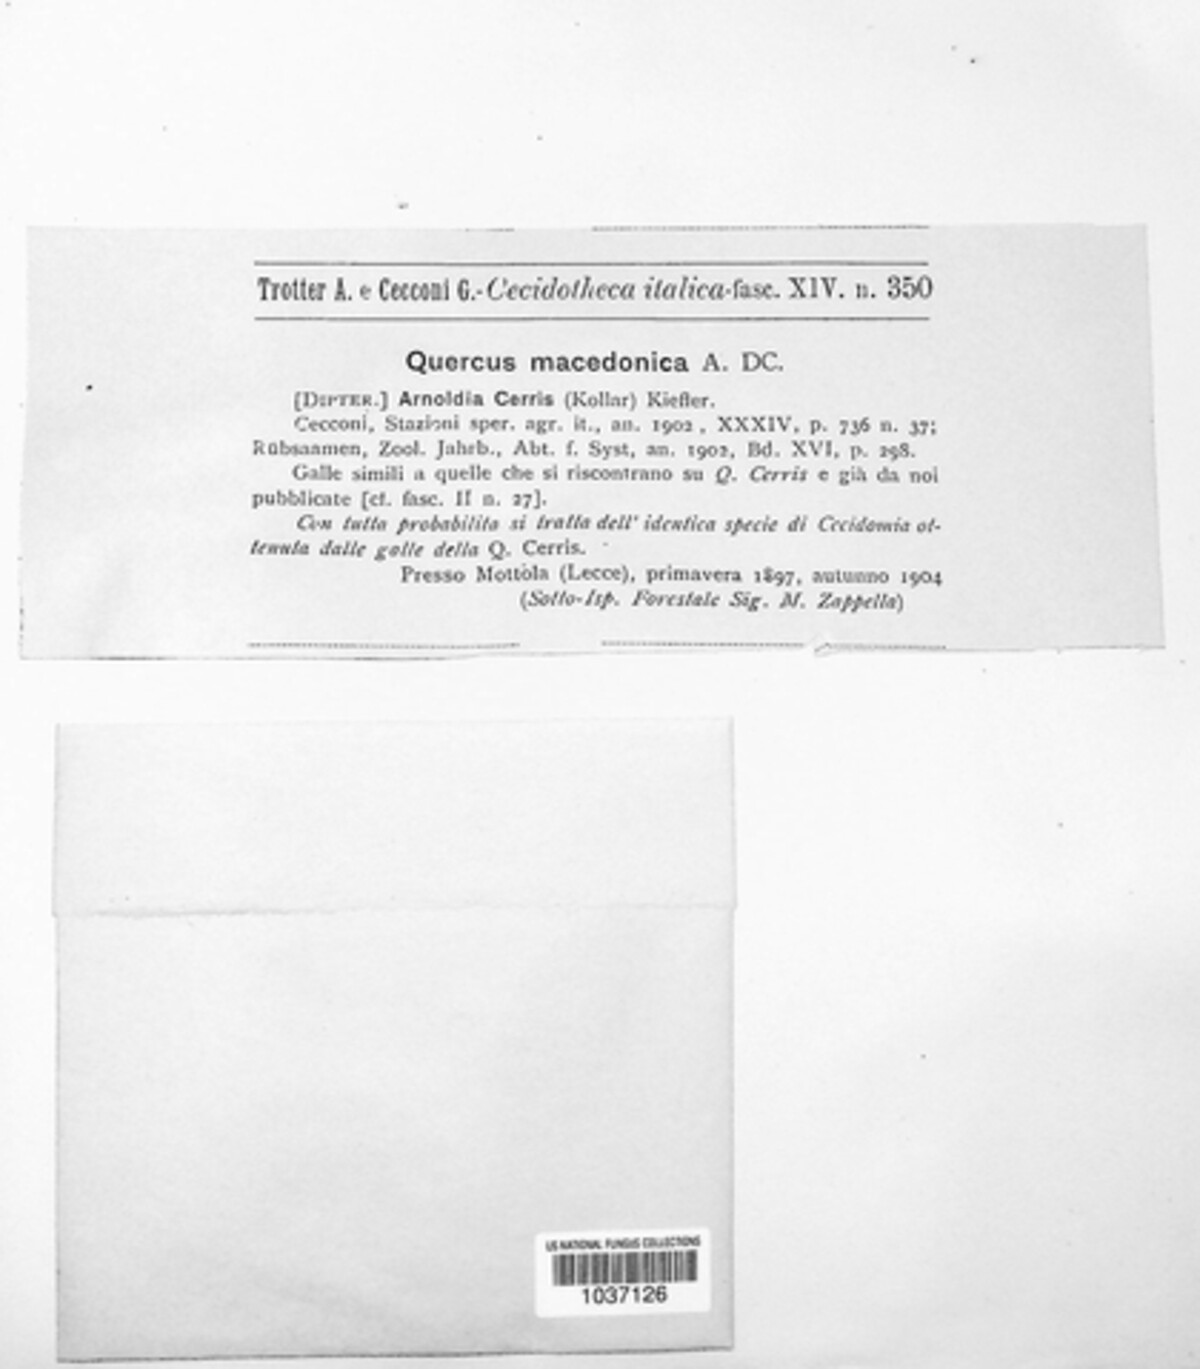 Trotter A. e Cecconi G.-Cecidotheca italica-fasc. XIV. n. 350
Quercus macedonica A. DC.
[DIPTER.] Arnoldia Cerris (Kollar) Kieffer.
Cecconi, Stazioni sper. agr. it., an. 1902, XXXIV, p. 736 n. 37;
Rübsaamen, Zool. Jahrb., Abt. f. Syst, an. 1902, Bd. XVI, p. 298.
Galle simili a quelle che si riscontrano su Q. Cerris e già da noi
pubblicate [cf. fasc. II n. 27].
Con tutta probabilita si tratta dell' identica specie di Cecidomia ot-
tenuta dalle galle della Q. Cerris.
Presso Mottola (Lecce), primavera 1897, autunno 1904
(Sotto-Isp. Forestale Sig. M. Zappella)
US NATIONAL FUNGUS COLLECTIONS
1037126